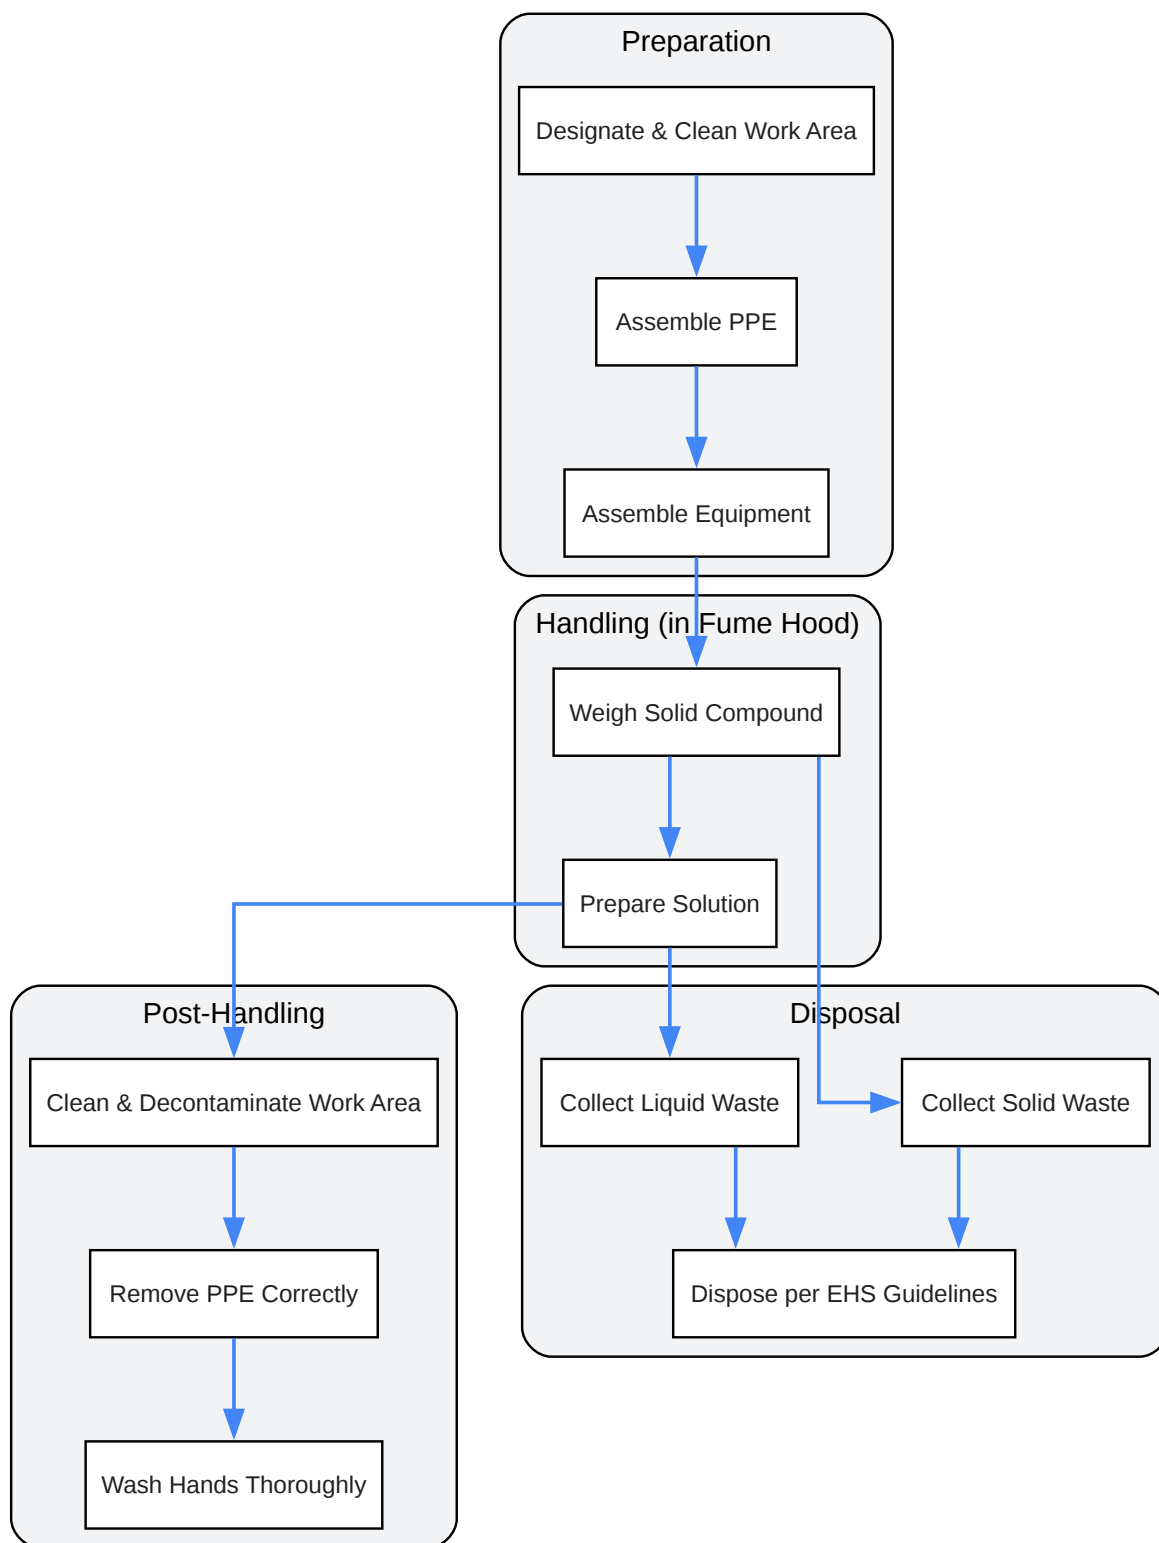 Preparation
Designate & Clean Work Area
Assemble PPE
Assemble Equipment
Handling (in Fume Hood)
Weigh Solid Compound
Prepare Solution
Post-Handling
Clean & Decontaminate Work Area
Remove PPE Correctly
Wash Hands Thoroughly
Disposal
Collect Liquid Waste
Collect Solid Waste
Dispose per EHS Guidelines